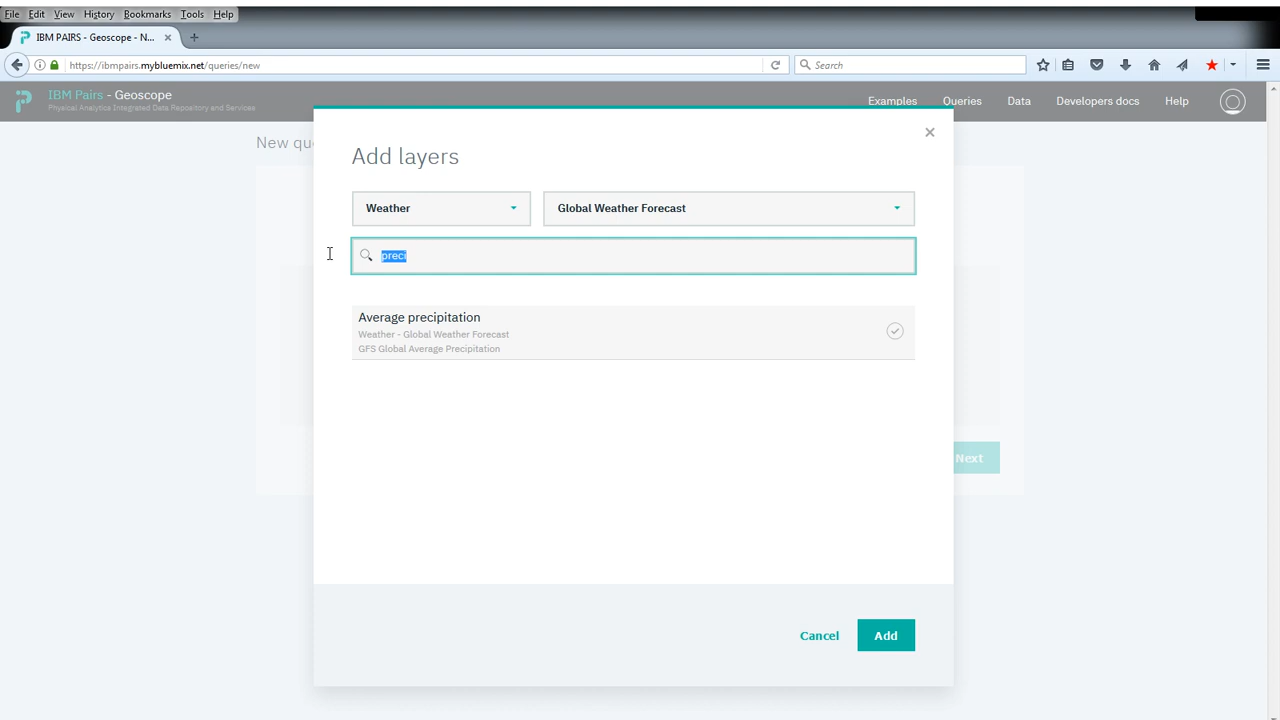 File Edit View History Bookmarks Tools Help
IBM PAIRS - Geoscope - N...
https://ibmpairs.mybluemix.net/queries/new
Search
IBM Pairs - Geoscope
Physical Analytics Integrated Data Repository and Services
Examples Queries Data Developers docs Help
New qu
Add layers
Weather
Global Weather Forecast
preci
Average precipitation
Weather - Global Weather Forecast
GFS Global Average Precipitation
Next
Cancel
Add